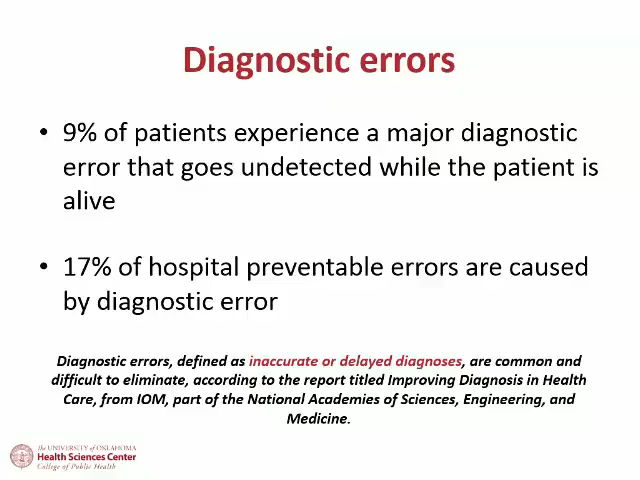 Diagnostic errors
• 9% of patients experience a major diagnostic
error that goes undetected while the patient is
alive
• 17% of hospital preventable errors are caused
by diagnostic error
Diagnostic errors, defined as inaccurate or delayed diagnoses, are common and
difficult to eliminate, according to the report titled Improving Diagnosis in Health
Care, from IOM, part of the National Academies of Sciences, Engineering, and
Medicine.
The UNIVERSITY of OKLAHOMA
Health Sciences Center
College of Public Health